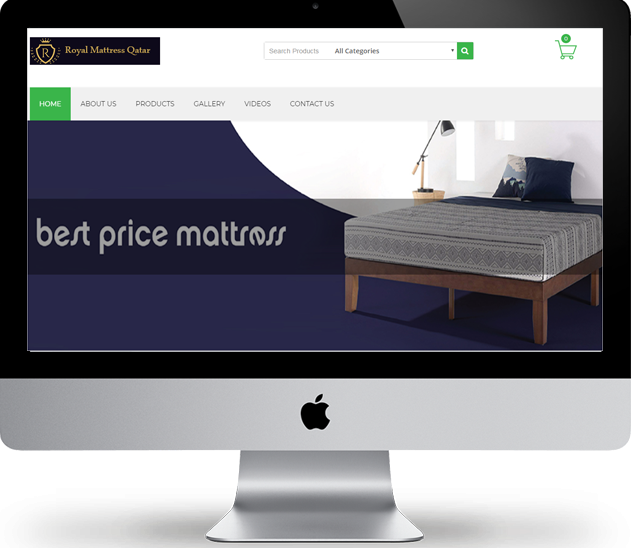 R
Royal Mattress Qatar
Search Products
All Categories
0
HOME
ABOUT US
PRODUCTS
GALLERY
VIDEOS
CONTACT US
best price mattress